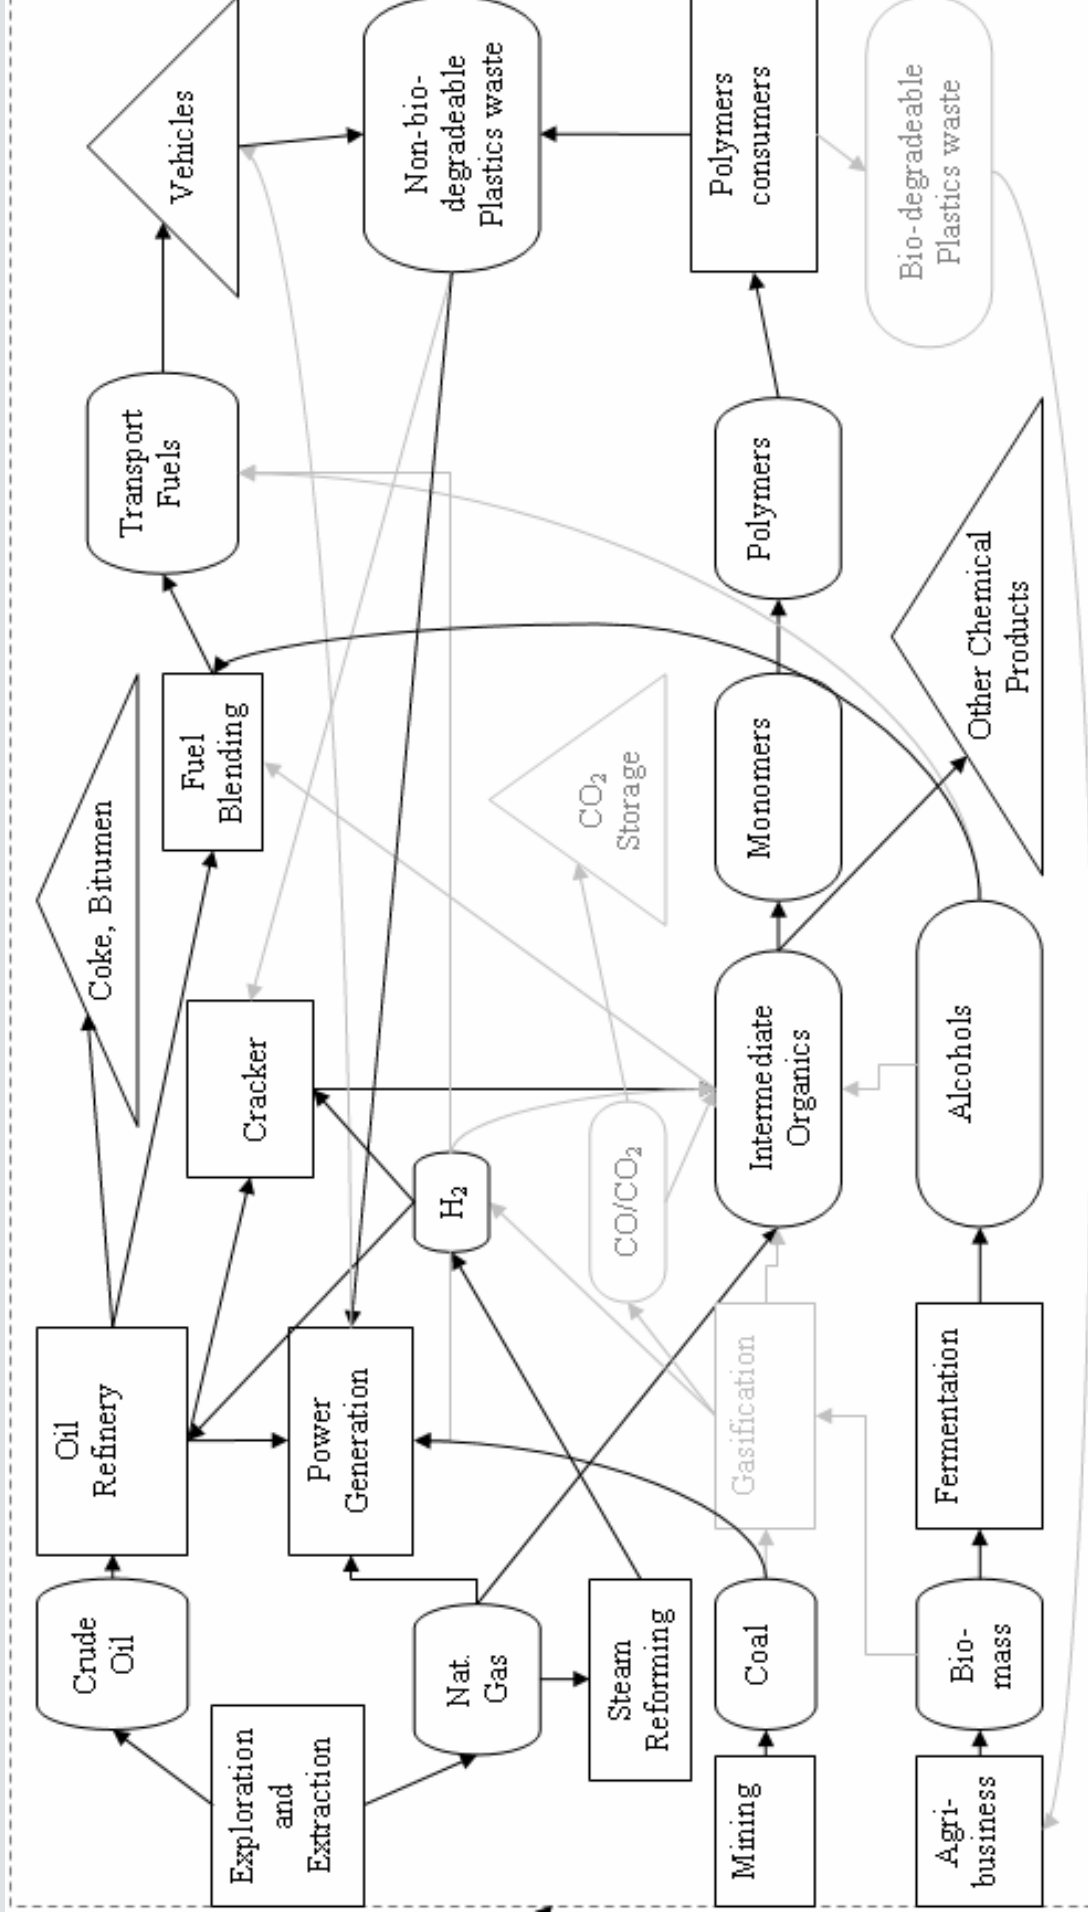 Exploration
and
Extraction
Crude
Oil
Nat.
Gas
Steam
Reforming
Mining
Coal
Agri-
business
Bio-
mass
Oil
Refinery
Power
Generation
Gasification
Fermentation
Coke, Bitumen
Cracker
H₂
CO/CO₂
Intermediate
Organics
Alcohols
Fuel
Blending
CO₂
Storage
Monomers
Other Chemical
Products
Transport
Fuels
Polymers
Vehicles
Non-bio-
degradeable
Plastics waste
Polymers
consumers
Bio-degradeable
Plastics waste